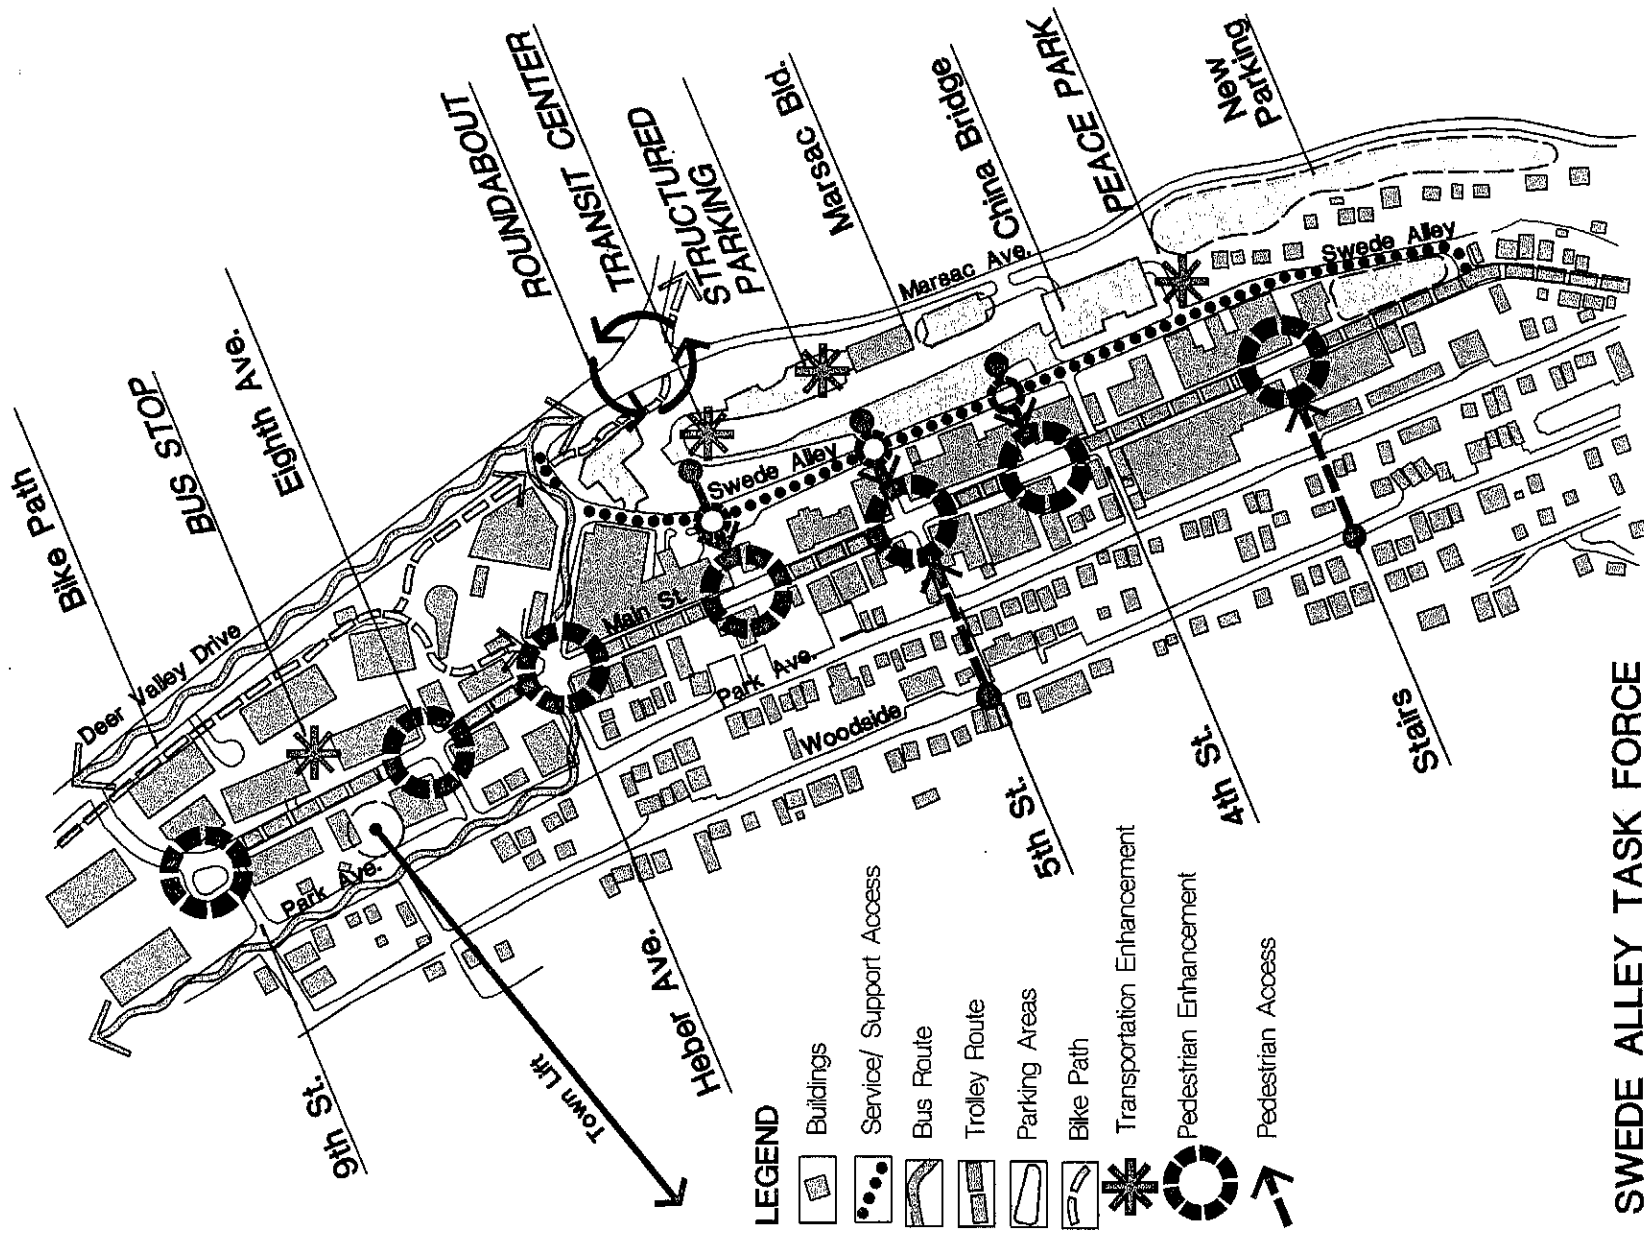 Bike Path
BUS STOP
Eighth Ave.
ROUNDABOUT
TRANSIT CENTER
STRUCTURED
PARKING
Marsac Bld.
China Bridge
PEACE PARK
New
Parking
Deer Valley Drive
Marsac Ave.
Swede Alley
Swede Alley
Main St.
Park Ave.
Woodside
Park Ave.
Town Lift
9th St.
Heber Ave.
5th St.
4th St.
Stairs
LEGEND
Buildings
Service/ Support Access
Bus Route
Trolley Route
Parking Areas
Bike Path
Transportation Enhancement
Pedestrian Enhancement
Pedestrian Access
SWEDE ALLEY TASK FORCE